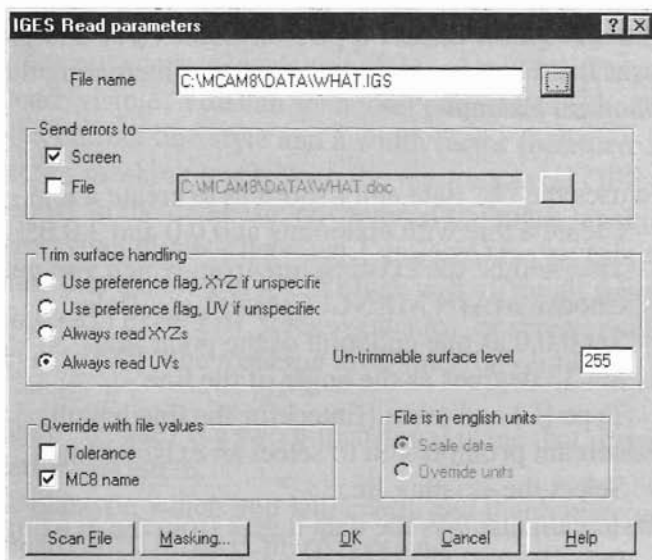 IGES Read parameters
File name
C:\MCAM8\DATA\WHAT.IGS
Send errors to
Screen
File
C:\MCAM8\DATA\WHAT.doc
Trim surface handling
Use preference flag, XYZ if unspecifie
Use preference flag, UV if unspecified
Always read XYZs
Always read UVs
Un-trimmable surface level
255
Override with file values
Tolerance
MC8 name
File is in english units
Scale data
Override units
Scan File
Masking...
OK
Cancel
Help